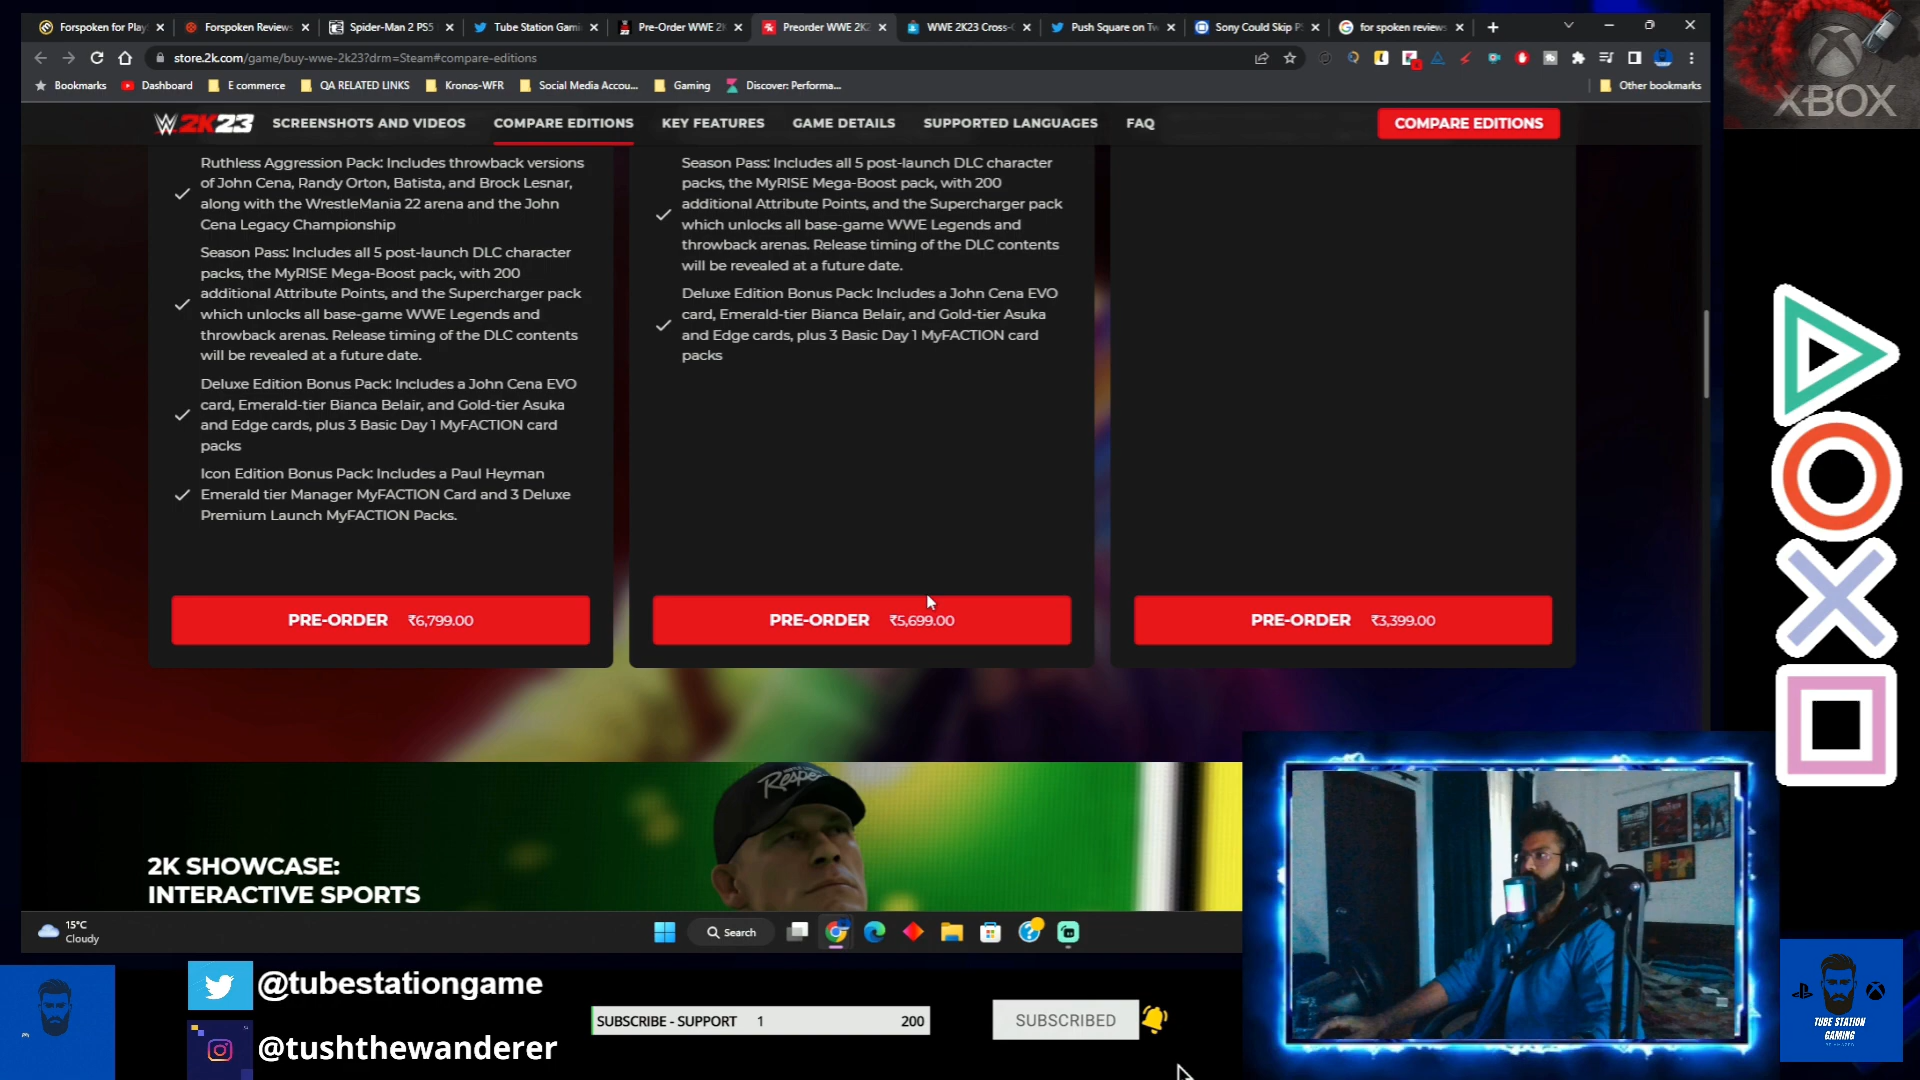 Forspoken for Play
Forspoken Reviews
Spider-Man 2 PS5
Tube Station Gami
Pre-Order WWE 2K
Preorder WWE 2K2
WWE 2K23 Cross-
Push Square on Tw
Sony Could Skip P
for spoken reviews
store.2k.com/game/buy-wwe-2k23?drm=Steam#compare-editions
Bookmarks
Dashboard
E commerce
QA RELATED LINKS
Kronos-WFR
Social Media Accou...
Gaming
Discover: Performa...
Other bookmarks
XBOX
W 2K23
SCREENSHOTS AND VIDEOS
COMPARE EDITIONS
KEY FEATURES
GAME DETAILS
SUPPORTED LANGUAGES
FAQ
COMPARE EDITIONS
Ruthless Aggression Pack: Includes throwback versions
of John Cena, Randy Orton, Batista, and Brock Lesnar,
along with the WrestleMania 22 arena and the John
Cena Legacy Championship
Season Pass: Includes all 5 post-launch DLC character
packs, the MyRISE Mega-Boost pack, with 200
additional Attribute Points, and the Supercharger pack
which unlocks all base-game WWE Legends and
throwback arenas. Release timing of the DLC contents
will be revealed at a future date.
Deluxe Edition Bonus Pack: Includes a John Cena EVO
card, Emerald-tier Bianca Belair, and Gold-tier Asuka
and Edge cards, plus 3 Basic Day 1 MyFACTION card
packs
Icon Edition Bonus Pack: Includes a Paul Heyman
Emerald tier Manager MyFACTION Card and 3 Deluxe
Premium Launch MyFACTION Packs.
PRE-ORDER ₹6,799.00
Season Pass: Includes all 5 post-launch DLC character
packs, the MyRISE Mega-Boost pack, with 200
additional Attribute Points, and the Supercharger pack
which unlocks all base-game WWE Legends and
throwback arenas. Release timing of the DLC contents
will be revealed at a future date.
Deluxe Edition Bonus Pack: Includes a John Cena EVO
card, Emerald-tier Bianca Belair, and Gold-tier Asuka
and Edge cards, plus 3 Basic Day 1 MyFACTION card
packs
PRE-ORDER ₹5,699.00
PRE-ORDER ₹3,399.00
Respe
2K SHOWCASE:
INTERACTIVE SPORTS
15°C
Cloudy
Search
@tubestationgame
@tushthewanderer
SUBSCRIBE - SUPPORT 1 200
SUBSCRIBED
TUBE STATION
GAMING